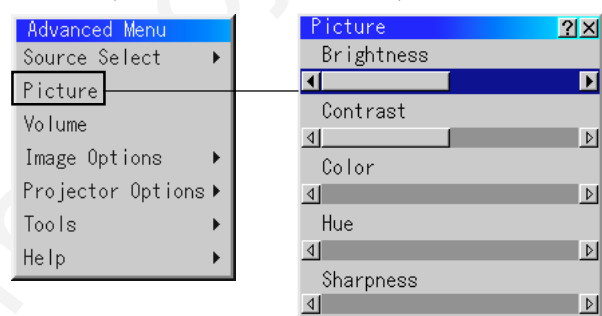 Advanced Menu
Source Select
Picture
Volume
Image Options
Projector Options
Tools
Help
Picture
Brightness
Contrast
Color
Hue
Sharpness